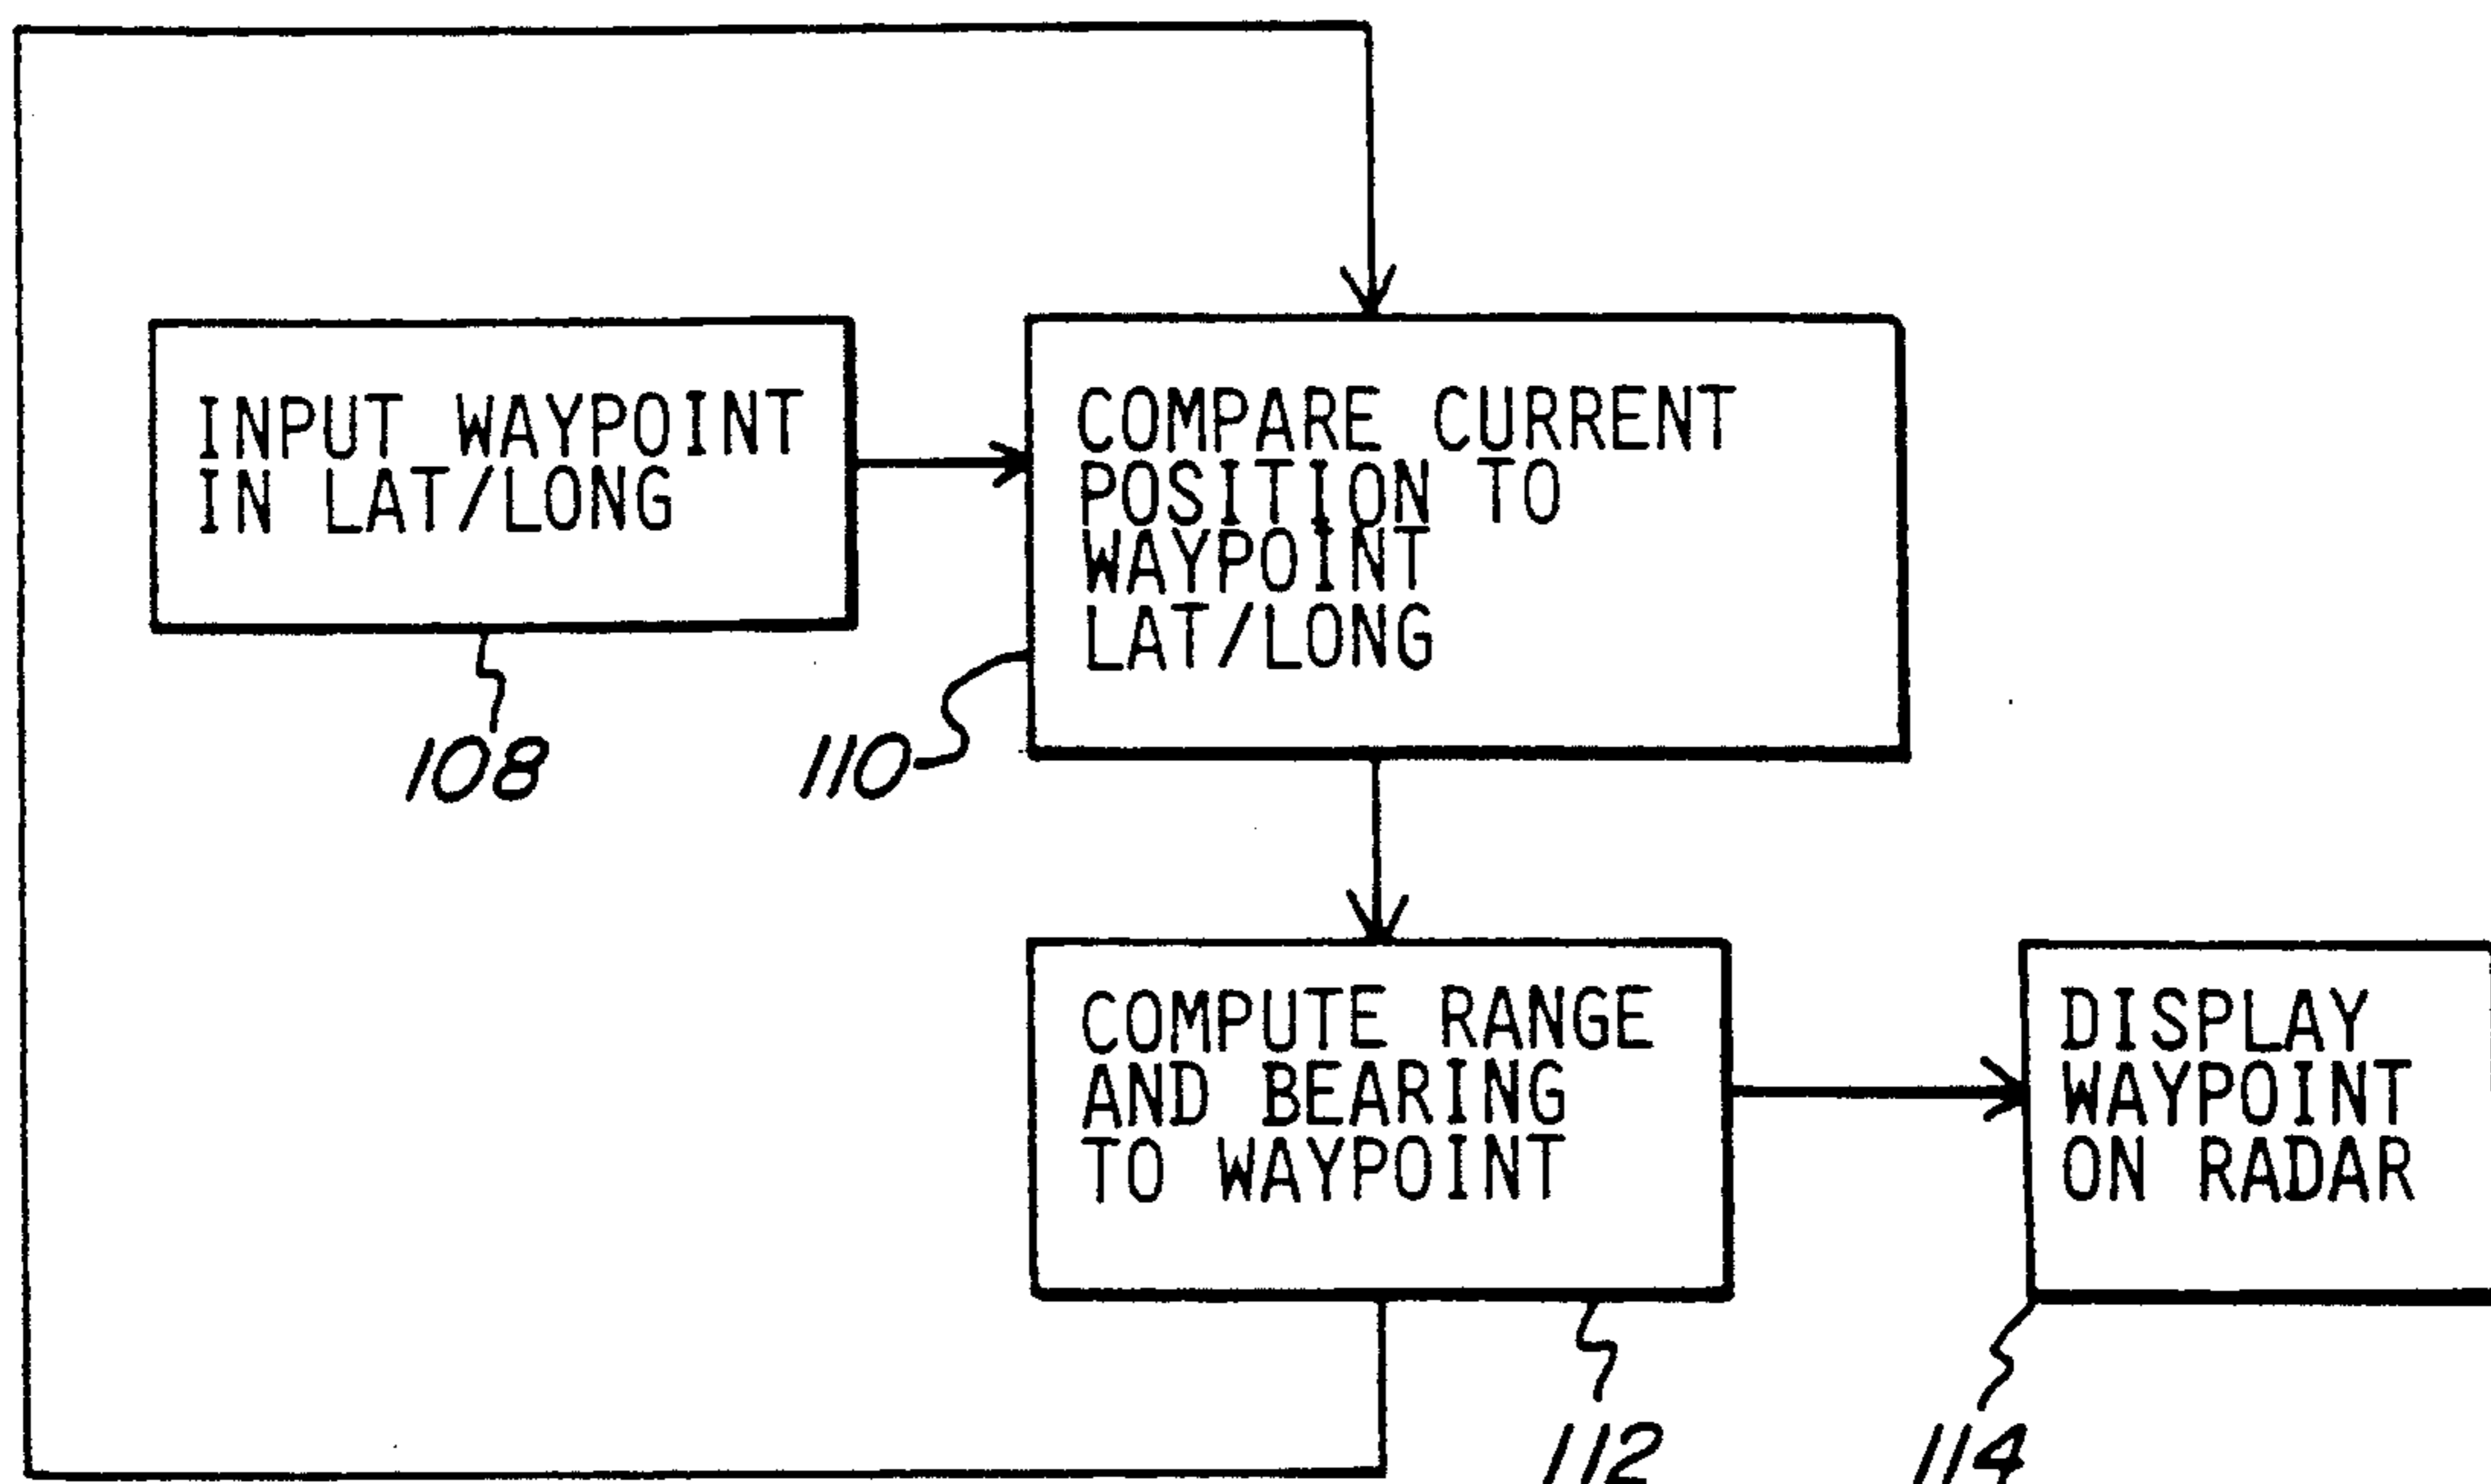 INPUT WAYPOINT
IN LAT/LONG
108
COMPARE CURRENT
POSITION TO
WAYPOINT
LAT/LONG
110
COMPUTE RANGE
AND BEARING
TO WAYPOINT
112
DISPLAY
WAYPOINT
ON RADAR
114